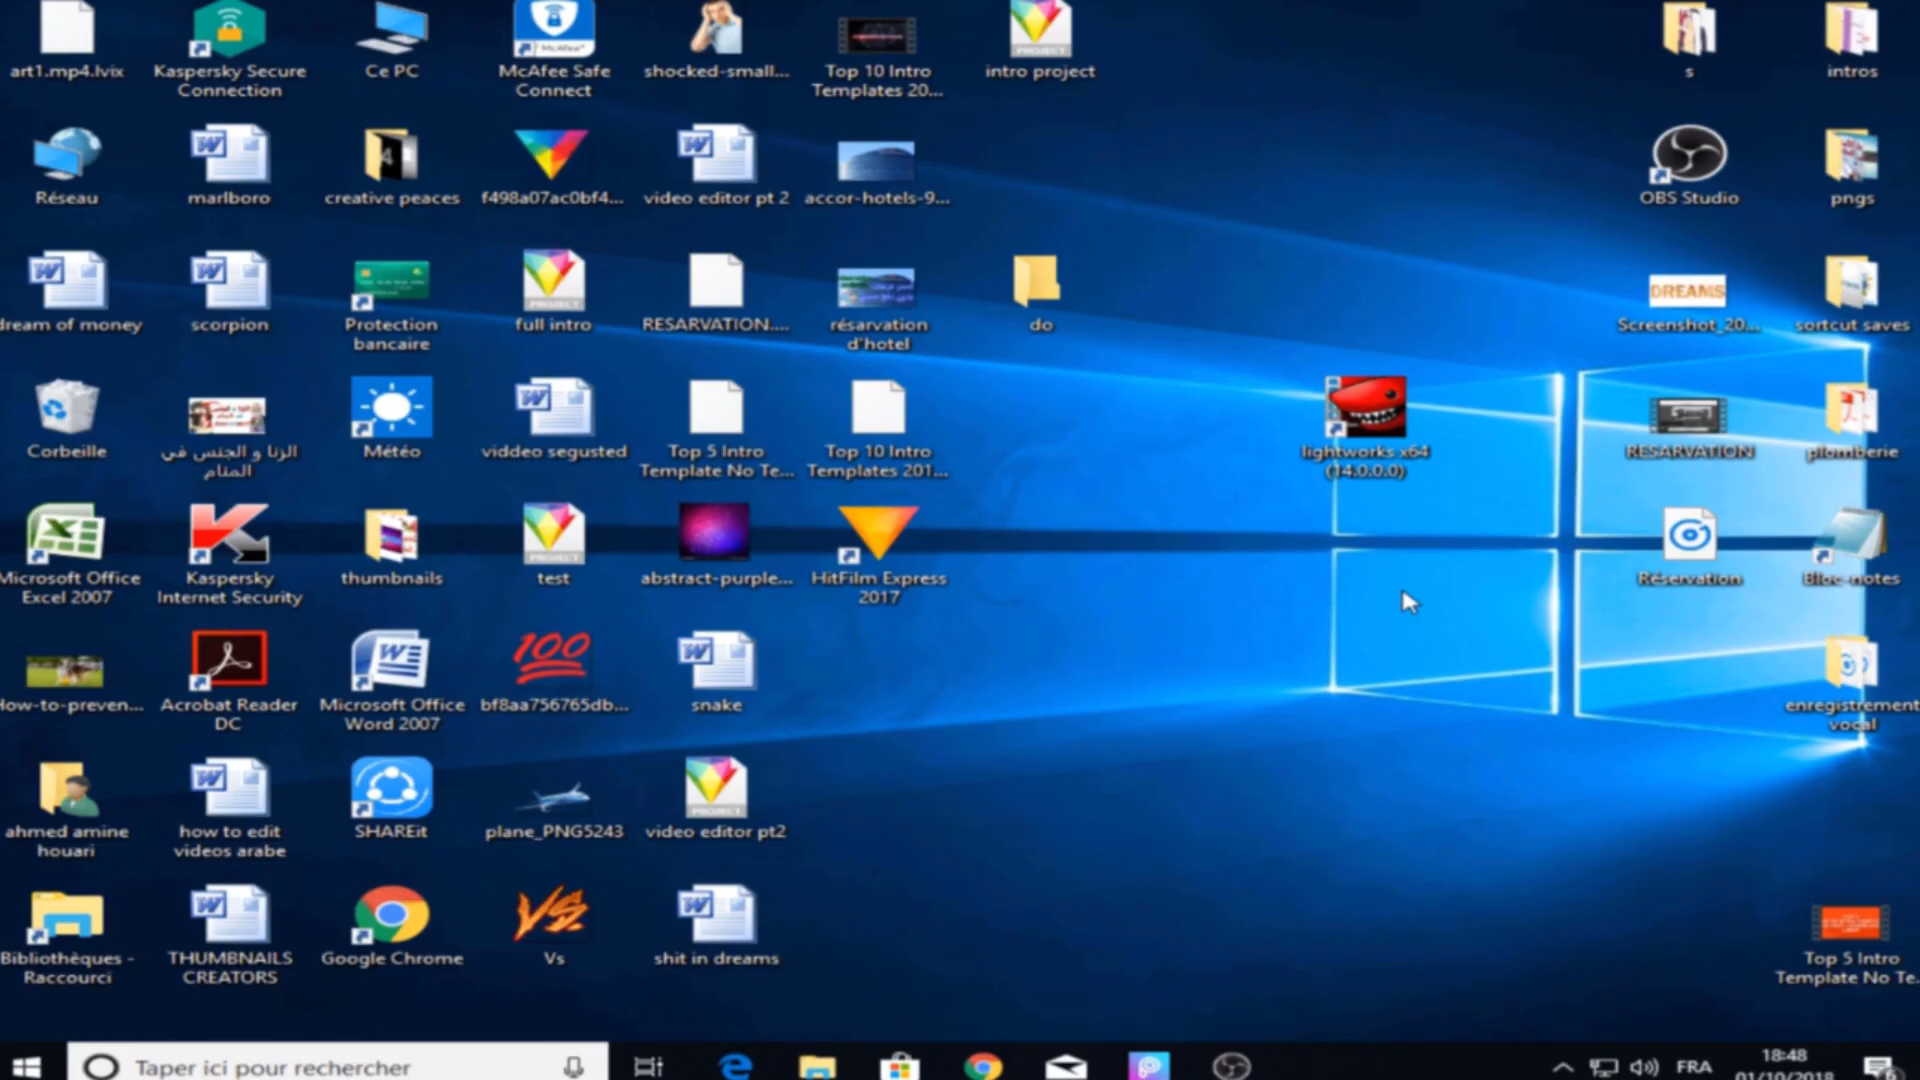 art1.mp4.lvix
Kaspersky Secure
Connection
Ce PC
McAfee Safe
Connect
shocked-small...
Top 10 Intro
Templates 20...
intro project
s
intros
Réseau
marlboro
creative peaces
f498a07ac0bf4...
video editor pt 2
accor-hotels-9...
OBS Studio
pngs
dream of money
scorpion
Protection
bancaire
full intro
RESARVATION....
résarvation
d'hotel
do
DREAMS
Screenshot_20...
sortcut saves
Corbeille
الزنا و الجنس في
المنام
Météo
viddeo segusted
Top 5 Intro
Template No Te...
Top 10 Intro
Templates 201...
lightworks x64
(14.0.0.0)
RESARVATION
plomberie
Microsoft Office
Excel 2007
Kaspersky
Internet Security
thumbnails
test
abstract-purple...
HitFilm Express
2017
Réservation
Bloc-notes
How-to-preven...
Acrobat Reader
DC
Microsoft Office
Word 2007
100
bf8aa756765db...
snake
enregistrement
vocal
ahmed amine
houari
how to edit
videos arabe
SHAREit
plane_PNG5243
PROJECT
video editor pt2
Bibliothèques -
Raccourci
THUMBNAILS
CREATORS
Google Chrome
VS
Vs
shit in dreams
Top 5 Intro
Template No Te...
Taper ici pour rechercher
FRA
18:48
01/10/2018